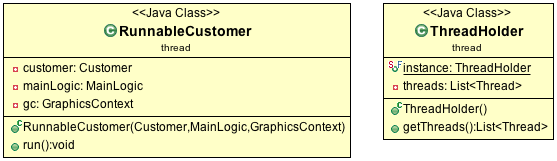 <<Java Class>>
RunnableCustomer
thread
customer: Customer
mainLogic: MainLogic
gc: GraphicsContext
RunnableCustomer(Customer,MainLogic,GraphicsContext)
run():void
<<Java Class>>
ThreadHolder
thread
instance: ThreadHolder
threads: List<Thread>
ThreadHolder()
getThreads():List<Thread>